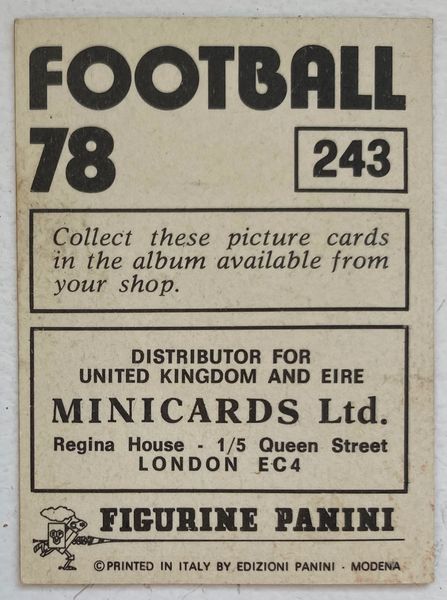 FOOTBALL
78
243
Collect these picture cards
in the album available from
your shop.
DISTRIBUTOR FOR
UNITED KINGDOM AND EIRE
MINICARDS Ltd.
Regina House - 1/5 Queen Street
LONDON EC4
FIGURINE PANINI
©PRINTED IN ITALY BY EDIZIONI PANINI - MODENA